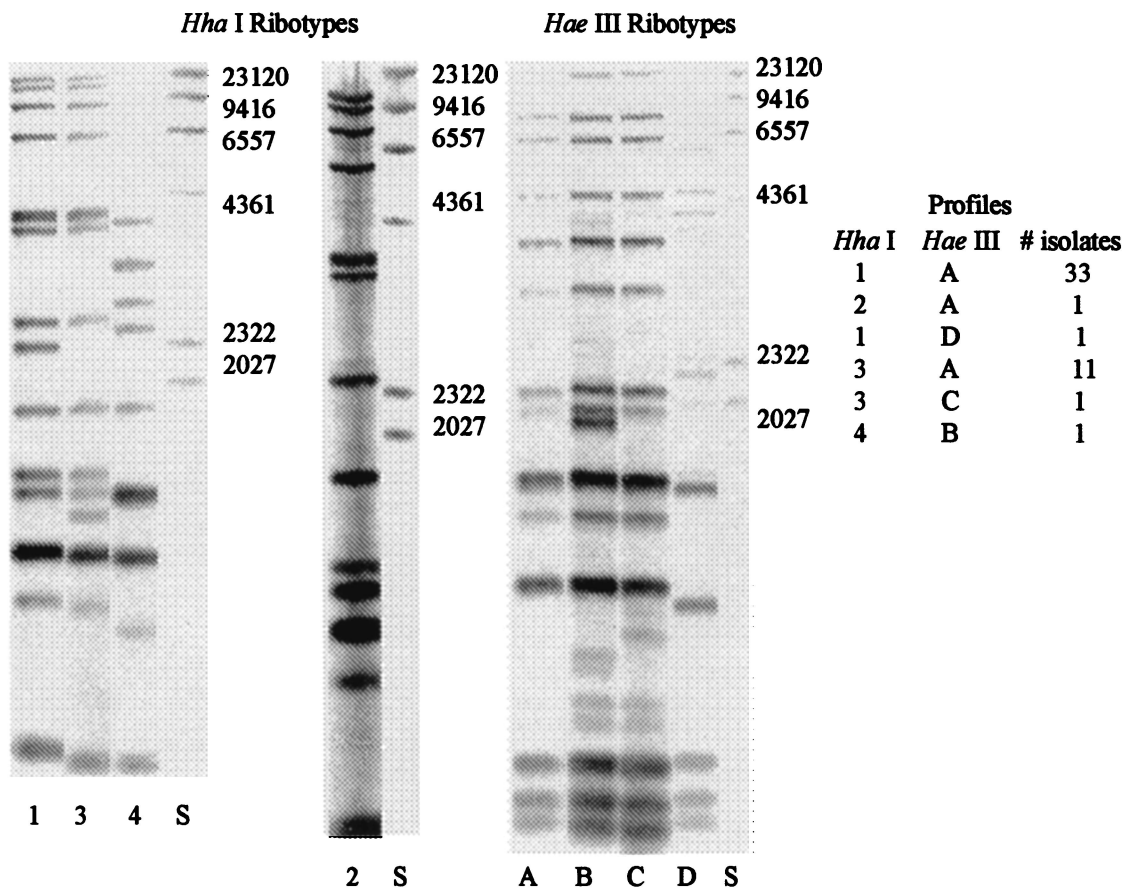 Hha I Ribotypes
Hae III Ribotypes
23120
9416
6557
4361
2322
2027
23120
9416
6557
4361
2322
2027
23120
9416
6557
4361
2322
2027
Profiles
Hha I Hae III # isolates
1 A 33
2 A 1
1 D 1
3 A 11
3 C 1
4 B 1
1 3 4 S
2 S
A B C D S